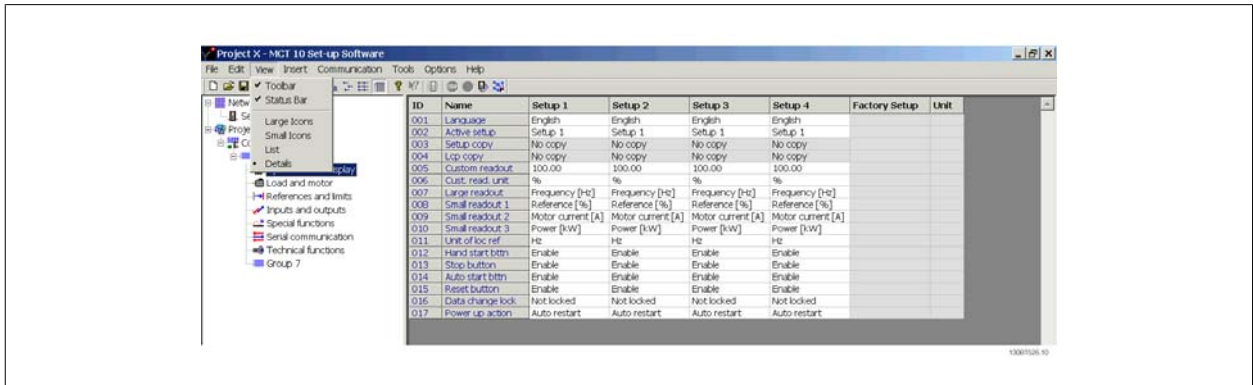 Project X - MCT 10 Set-up Software
File Edit View Insert Communication Tools Options Help
Toolbar
Status Bar
Large Icons
Small Icons
List
Details
Netw
Se
Proje
Co
splay
Load and motor
References and limits
Inputs and outputs
Special functions
Serial communication
Technical functions
Group 7
ID Name Setup 1 Setup 2 Setup 3 Setup 4 Factory Setup Unit
001 Language English English English English
002 Active setup Setup 1 Setup 1 Setup 1 Setup 1
003 Setup copy No copy No copy No copy No copy
004 Lcp copy No copy No copy No copy No copy
005 Custom readout 100.00 100.00 100.00 100.00
006 Cust. read. unit % % % %
007 Large readout Frequency [Hz] Frequency [Hz] Frequency [Hz] Frequency [Hz]
008 Small readout 1 Reference [%] Reference [%] Reference [%] Reference [%]
009 Small readout 2 Motor current [A] Motor current [A] Motor current [A] Motor current [A]
010 Small readout 3 Power [kW] Power [kW] Power [kW] Power [kW]
011 Unit of loc ref Hz Hz Hz Hz
012 Hand start bttn Enable Enable Enable Enable
013 Stop button Enable Enable Enable Enable
014 Auto start bttn Enable Enable Enable Enable
015 Reset button Enable Enable Enable Enable
016 Data change lock Not locked Not locked Not locked Not locked
017 Power up action Auto restart Auto restart Auto restart Auto restart
130BT026.10